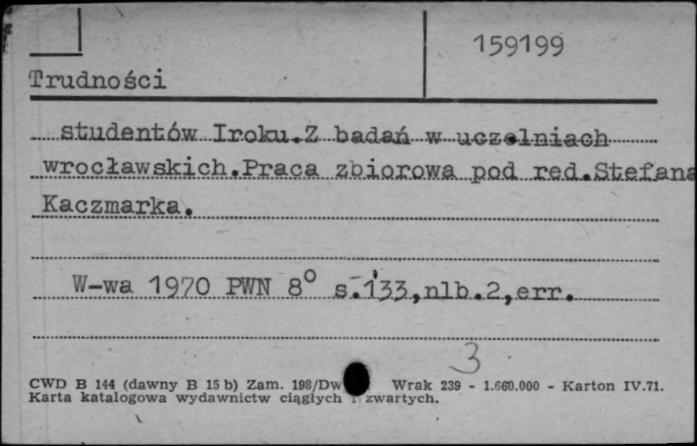 159199
Trudności
studentów Iroku.Z badań w uczelniach
wrocławskich.Praca zbiorowa pod red.Stefana
Kaczmarka.
W-wa 1970 PWN 8° s.133,nlb.2,err.
3
CWD B 144 (dawny B 15 b) Zam. 198/Dw Wrak 239 - 1.660.000 - Karton IV.71.
Karta katalogowa wydawnictw ciągłych i zwartych.